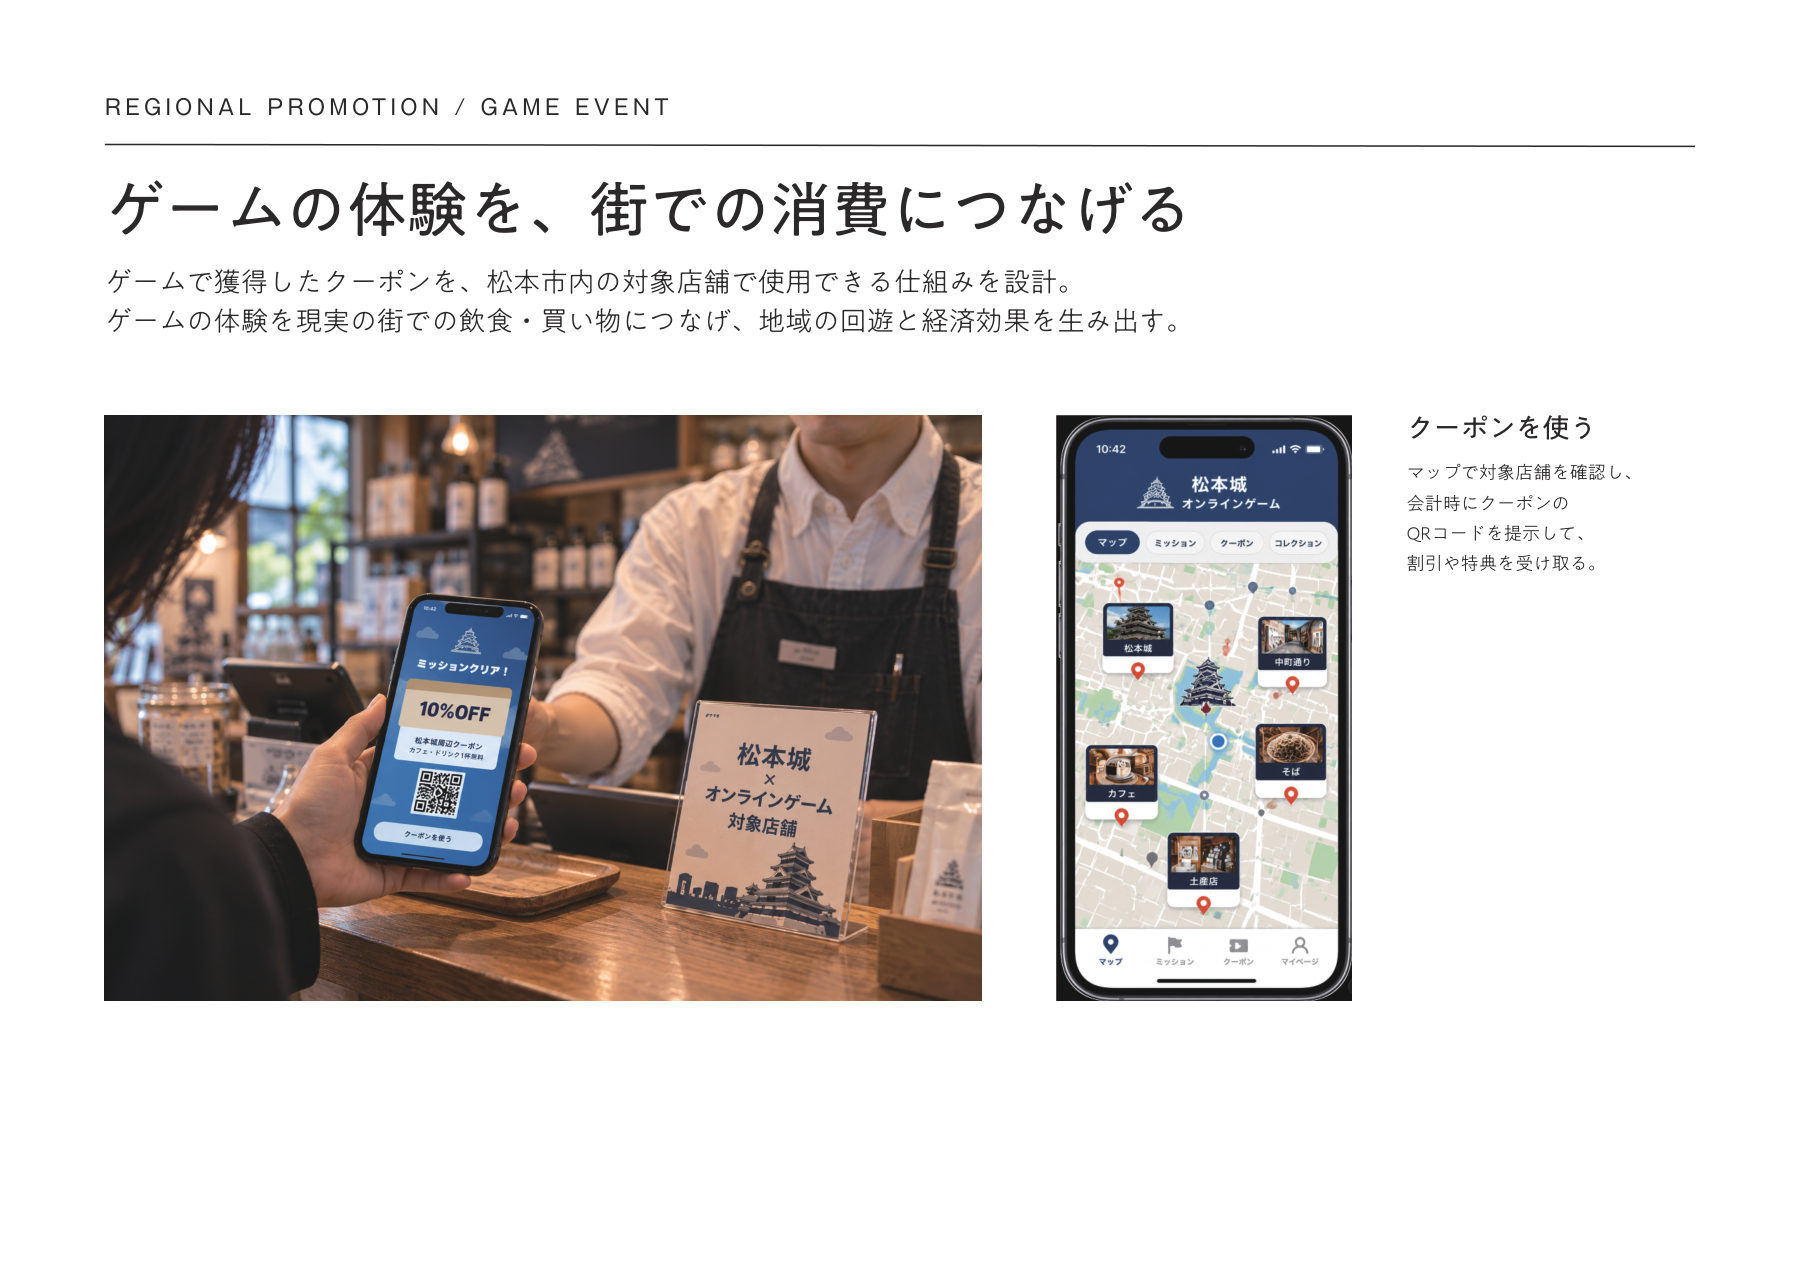 REGIONAL PROMOTION / GAME EVENT
ゲームの体験を、街での消費につなげる
ゲームで獲得したクーポンを、松本市内の対象店舗で使用できる仕組みを設計。
ゲームの体験を現実の街での飲食・買い物につなげ、地域の回遊と経済効果を生み出す。
10:42
ミッションクリア！
10%OFF
松本城周辺クーポン
カフェ・ドリンク1杯無料
クーポンを使う
松本城
×
オンラインゲーム
対象店舗
10:42
松本城
オンラインゲーム
マップ ミッション クーポン コレクション
松本城
中町通り
そば
カフェ
土産店
マップ ミッション クーポン マイページ
クーポンを使う
マップで対象店舗を確認し、
会計時にクーポンの
QRコードを提示して、
割引や特典を受け取る。